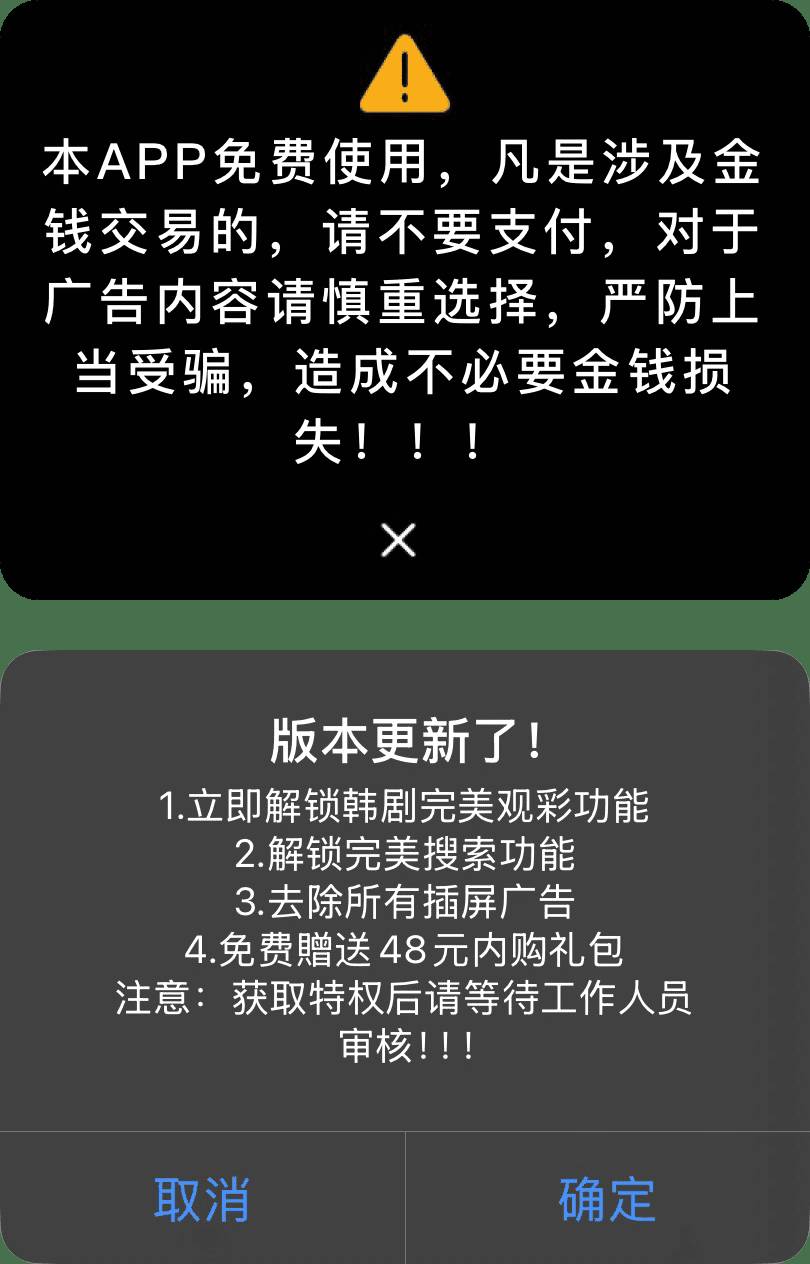 本APP免费使用，凡是涉及金
钱交易的，请不要支付，对于
广告内容请慎重选择，严防上
当受骗，造成不必要金钱损
失！！！
版本更新了！
1.立即解锁韩剧完美观彩功能
2.解锁完美搜索功能
3.去除所有插屏广告
4.免费赠送48元内购礼包
注意：获取特权后请等待工作人员
审核！！！
取消
确定